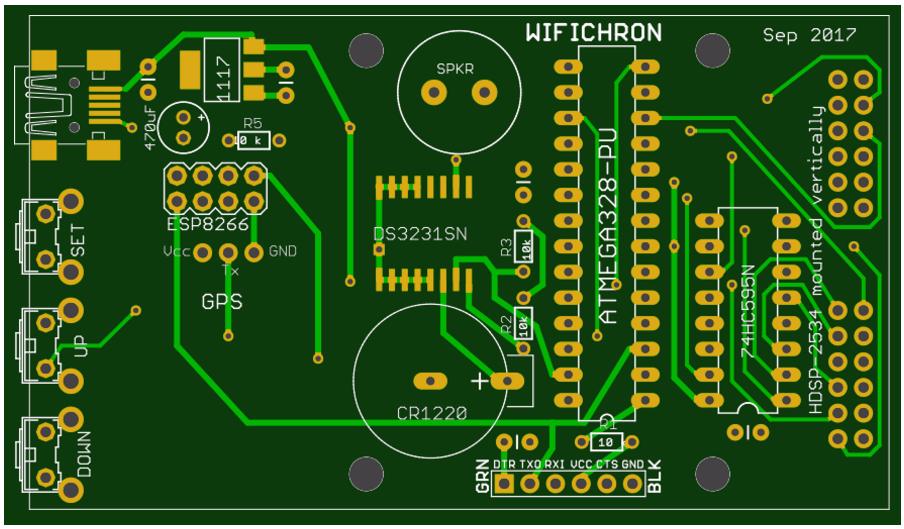 WIFICHRON
Sep 2017
1117
SPKR
470uF
+
R5
10 k
ESP8266
Vcc
GND
Tx
GPS
SET
UP
DOWN
DS3231SN
R3
10k
R2
10k
+
CR1220
ATMEGA328-PU
74HC595N
HDSP-2534 mounted vertically
R1
10
GRN
DTR TXO RXI VCC CTS GND
BLK